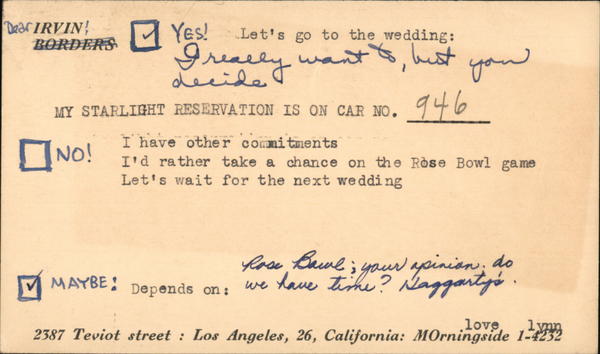 Dear IRVIN!
BORDERS
YES! Let's go to the wedding:
I really want to, but you
decide
MY STARLIGHT RESERVATION IS ON CAR NO. 946
NO!
I have other commitments
I'd rather take a chance on the Rose Bowl game
Let's wait for the next wedding
MAYBE! Depends on:
Rose Bowl; your opinion. do
we have time? Haggarty's.
love lynn
2387 Teviot street : Los Angeles, 26, California: MOrningside 1-4232